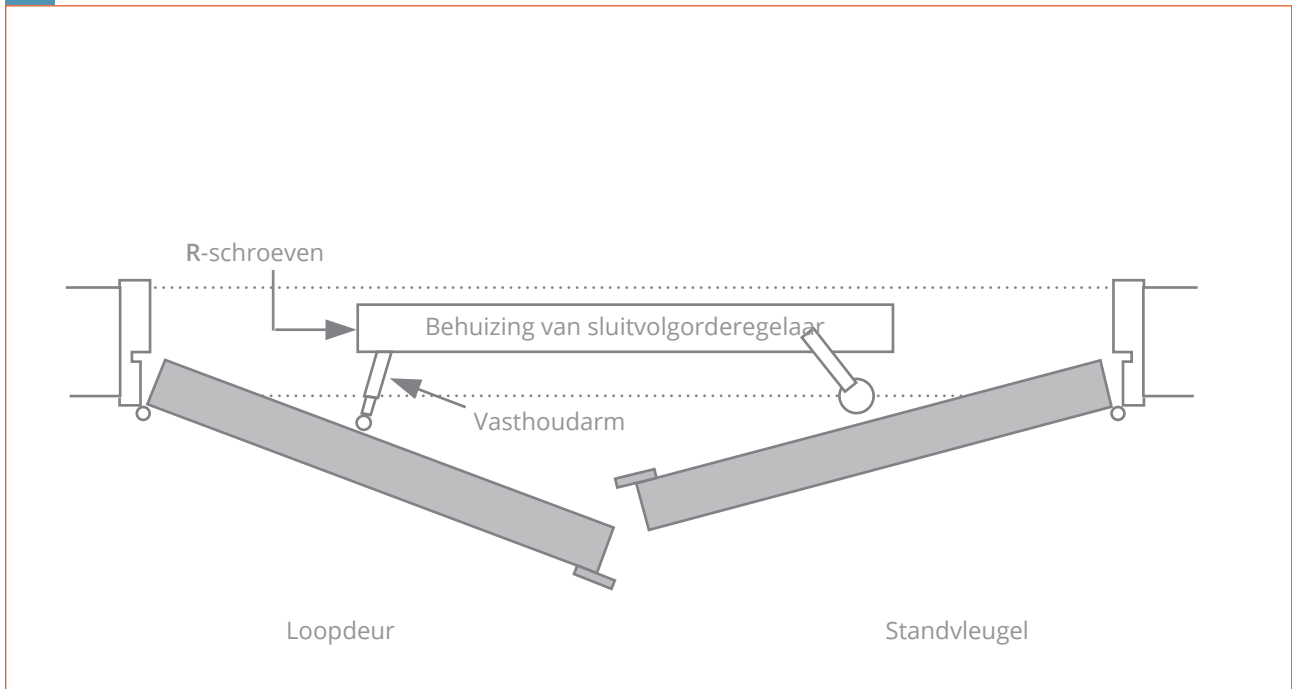 R-schroeven
Behuizing van sluitvolgorderegelaar
Vasthoudarm
Loopdeur
Standvleugel